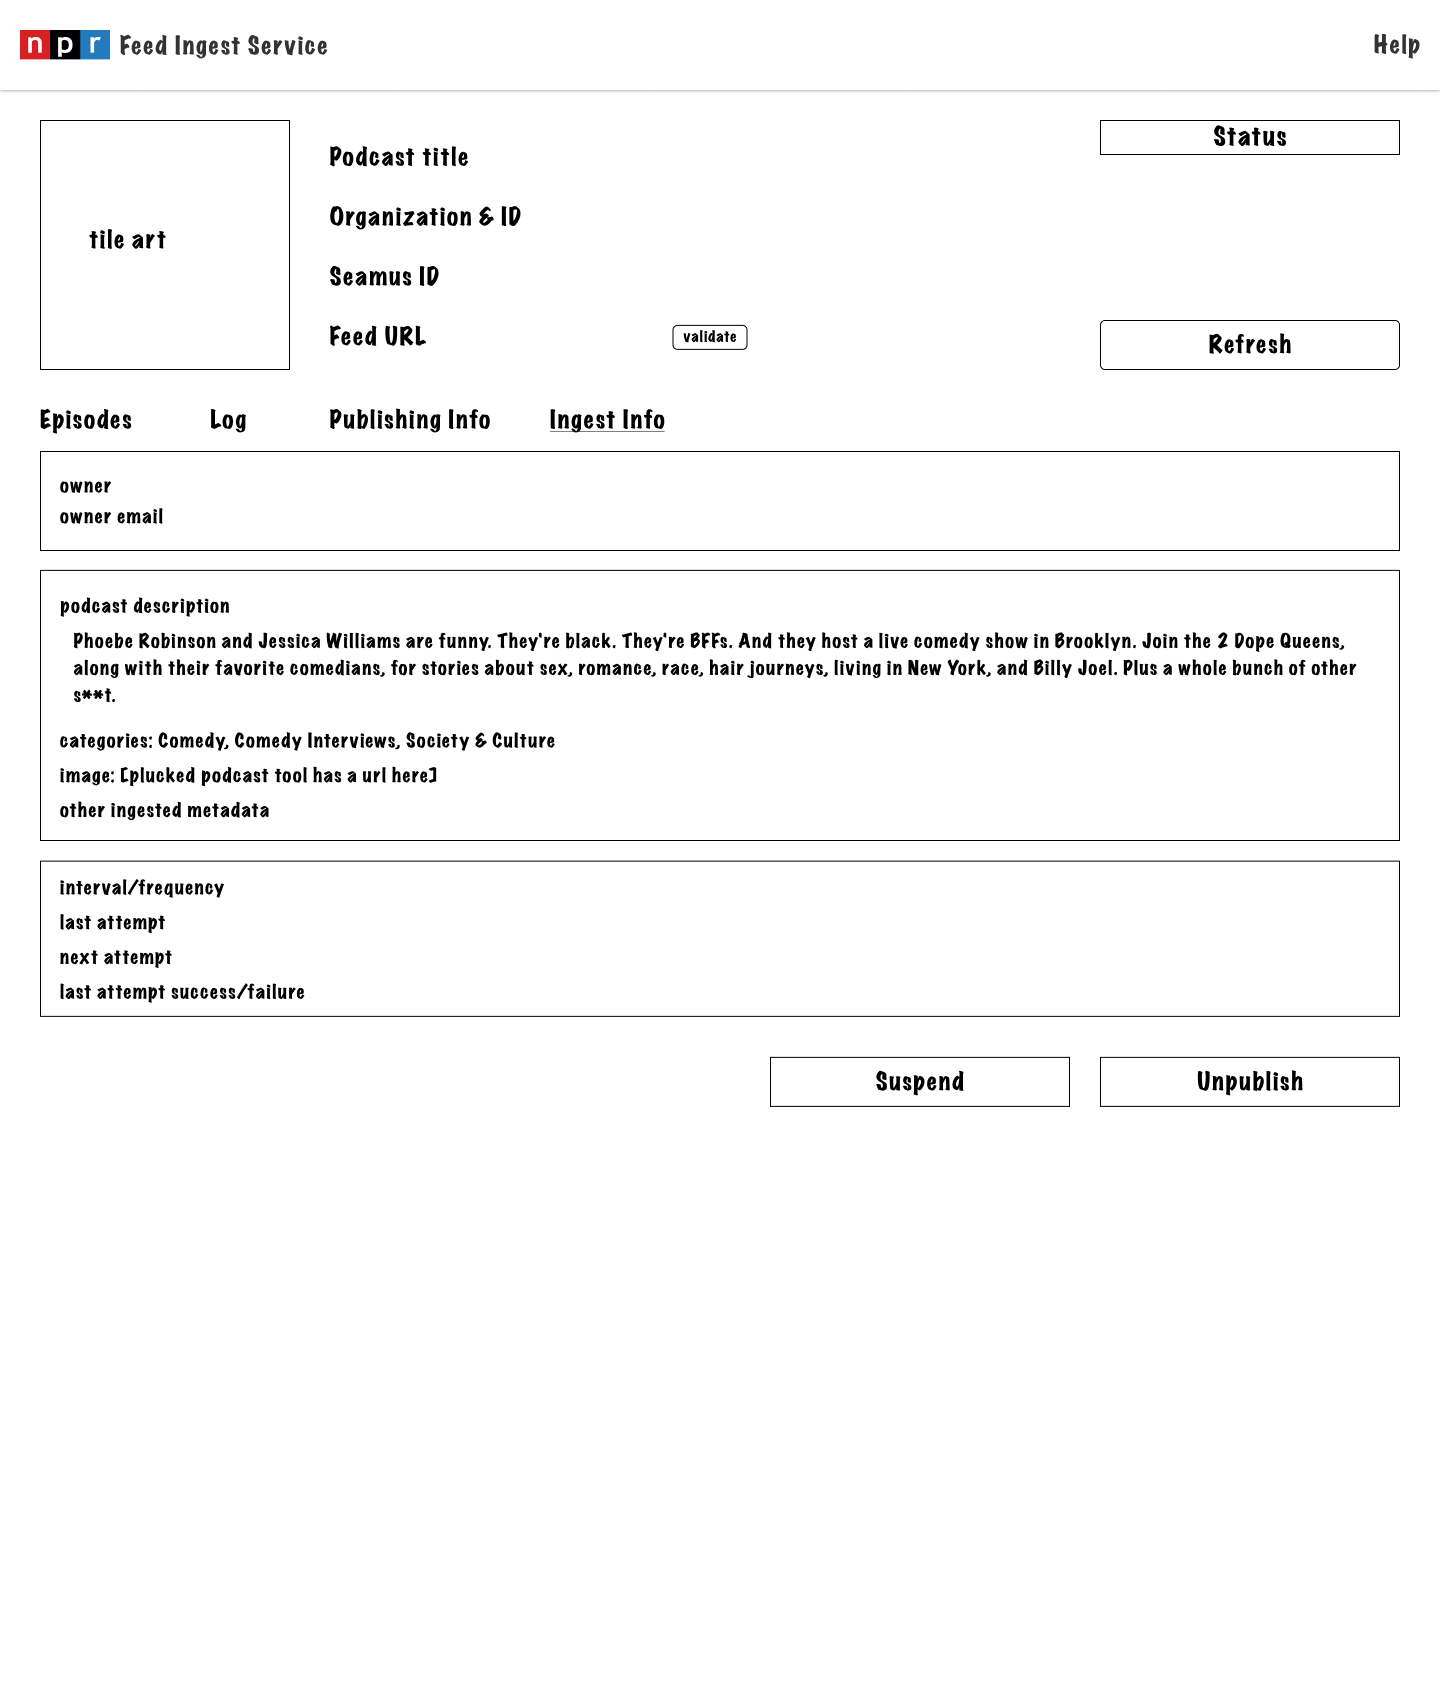 npr Feed Ingest Service
Help
tile art
Podcast title
Organization & ID
Seamus ID
Feed URL
validate
Status
Refresh
Episodes Log Publishing Info Ingest Info
owner
owner email
podcast description
Phoebe Robinson and Jessica Williams are funny. They're black. They're BFFs. And they host a live comedy show in Brooklyn. Join the 2 Dope Queens,
along with their favorite comedians, for stories about sex, romance, race, hair journeys, living in New York, and Billy Joel. Plus a whole bunch of other
s**t.
categories: Comedy, Comedy Interviews, Society & Culture
image: [plucked podcast tool has a url here]
other ingested metadata
interval/frequency
last attempt
next attempt
last attempt success/failure
Suspend
Unpublish